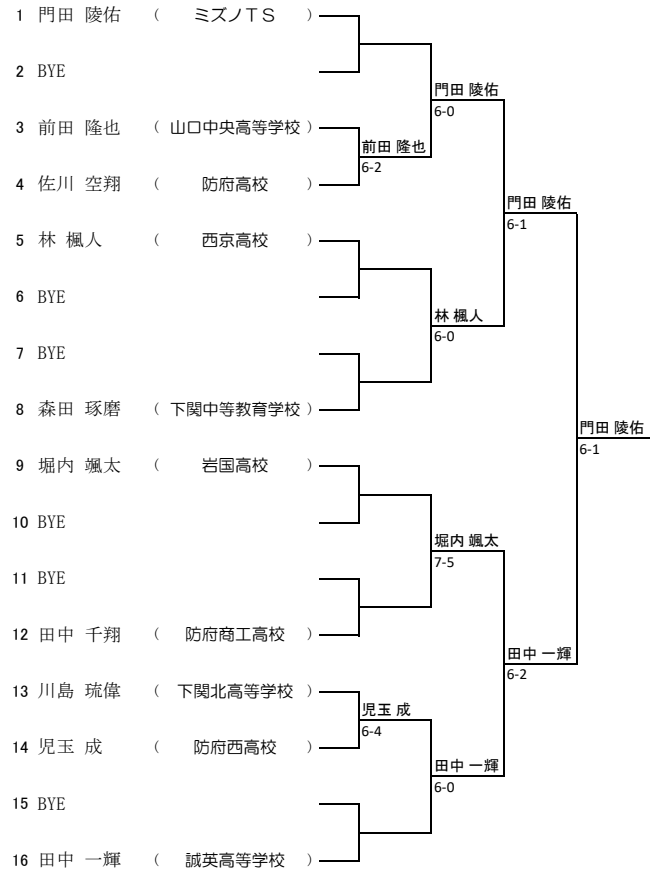 1 門田 陵佑 ( ミズノTS )
2 BYE
門田 陵佑
6-0
3 前田 隆也 ( 山口中央高等学校 )
前田 隆也
6-2
4 佐川 空翔 ( 防府高校 )
門田 陵佑
6-1
5 林 楓人 ( 西京高校 )
6 BYE
林 楓人
6-0
7 BYE
8 森田 琢磨 ( 下関中等教育学校 )
門田 陵佑
6-1
9 堀内 颯太 ( 岩国高校 )
10 BYE
堀内 颯太
7-5
11 BYE
12 田中 千翔 ( 防府商工高校 )
田中 一輝
6-2
13 川島 琉偉 ( 下関北高等学校 )
児玉 成
6-4
14 児玉 成 ( 防府西高校 )
田中 一輝
6-0
15 BYE
16 田中 一輝 ( 誠英高等学校 )